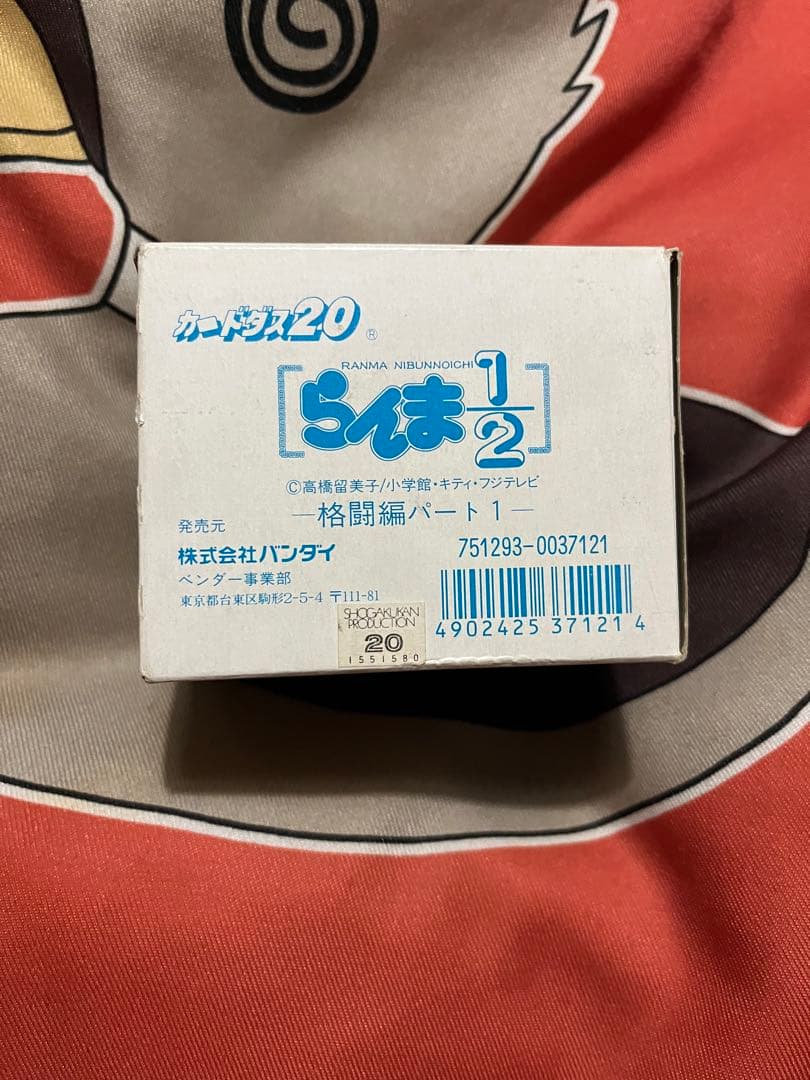 カードダス20®
RANMA NIBUNNOICHI
らんま1/2
©高橋留美子/小学館・キティ・フジテレビ
—格闘編パート1—
発売元
株式会社バンダイ
ベンダー事業部
東京都台東区駒形2-5-4 〒111-81
751293-0037121
4902425 371214
SHOGAKUKAN
PRODUCTION
20
1551580